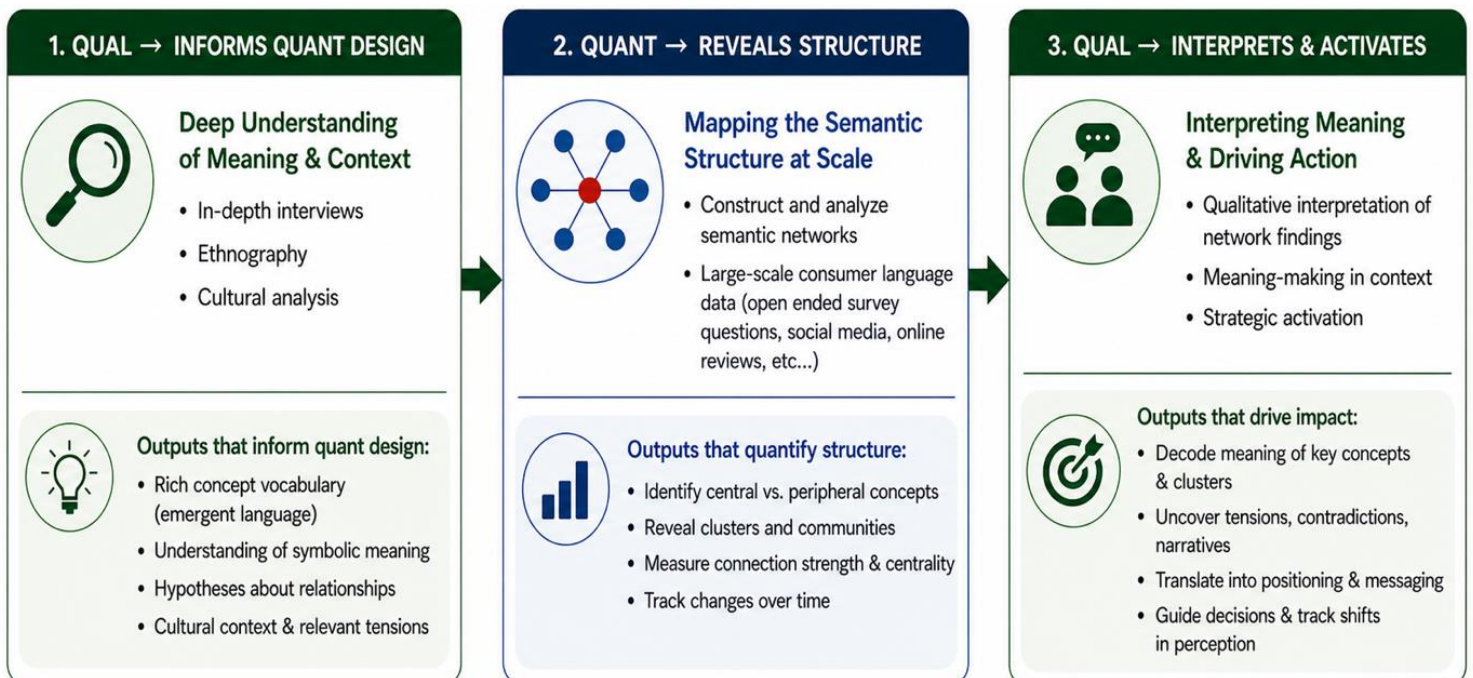 1. QUAL → INFORMS QUANT DESIGN
Deep Understanding
of Meaning & Context
• In-depth interviews
• Ethnography
• Cultural analysis
Outputs that inform quant design:
• Rich concept vocabulary
(emergent language)
• Understanding of symbolic meaning
• Hypotheses about relationships
• Cultural context & relevant tensions
2. QUANT → REVEALS STRUCTURE
Mapping the Semantic
Structure at Scale
• Construct and analyze
semantic networks
• Large-scale consumer language
data (open ended survey
questions, social media, online
reviews, etc...)
Outputs that quantify structure:
• Identify central vs. peripheral concepts
• Reveal clusters and communities
• Measure connection strength & centrality
• Track changes over time
3. QUAL → INTERPRETS & ACTIVATES
Interpreting Meaning
& Driving Action
• Qualitative interpretation of
network findings
• Meaning-making in context
• Strategic activation
Outputs that drive impact:
• Decode meaning of key concepts
& clusters
• Uncover tensions, contradictions,
narratives
• Translate into positioning & messaging
• Guide decisions & track shifts
in perception